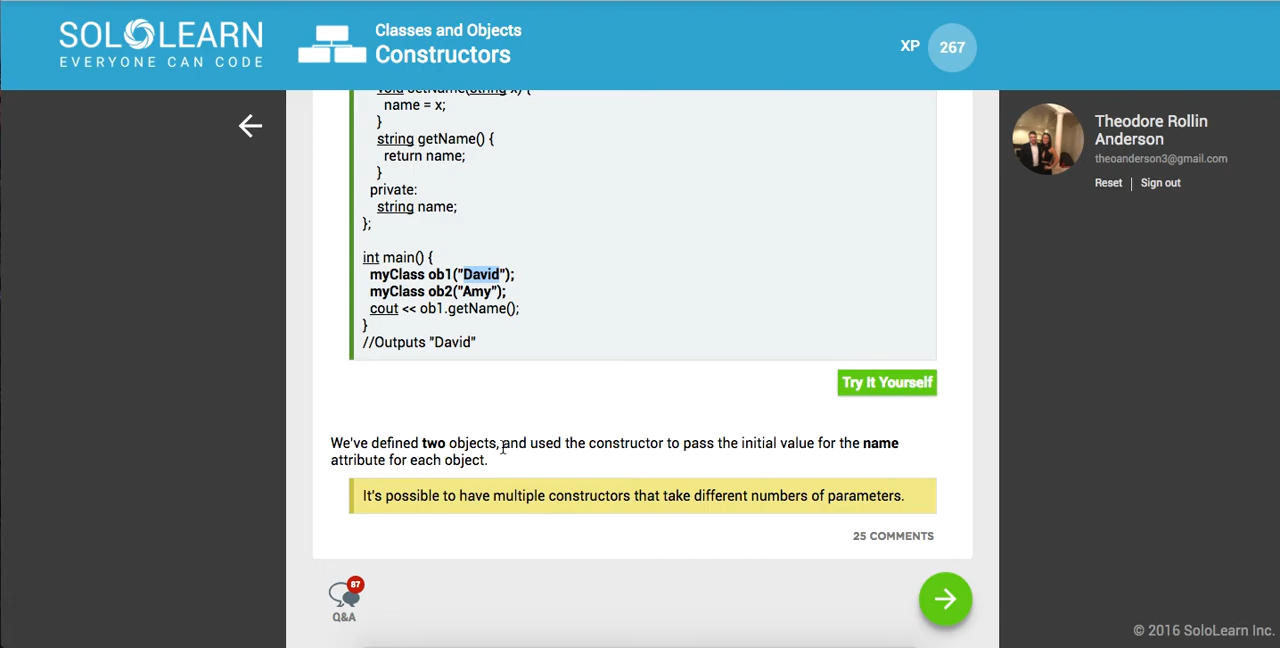 SOLOLEARN
EVERYONE CAN CODE
Classes and Objects
Constructors
XP 267
Theodore Rollin
Anderson
theoanderson3@gmail.com
Reset | Sign out
void setName(string x) {
name = x;
}
string getName() {
return name;
}
private:
string name;
};
int main() {
myClass ob1("David");
myClass ob2("Amy");
cout << ob1.getName();
}
//Outputs "David"
Try It Yourself
We've defined two objects, and used the constructor to pass the initial value for the name
attribute for each object.
It's possible to have multiple constructors that take different numbers of parameters.
25 COMMENTS
87
Q&A
© 2016 SoloLearn Inc.